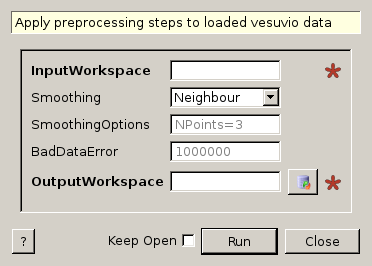 Apply preprocessing steps to loaded vesuvio data
InputWorkspace
Smoothing Neighbour
SmoothingOptions NPoints=3
BadDataError 1000000
OutputWorkspace
? Keep Open Run Close